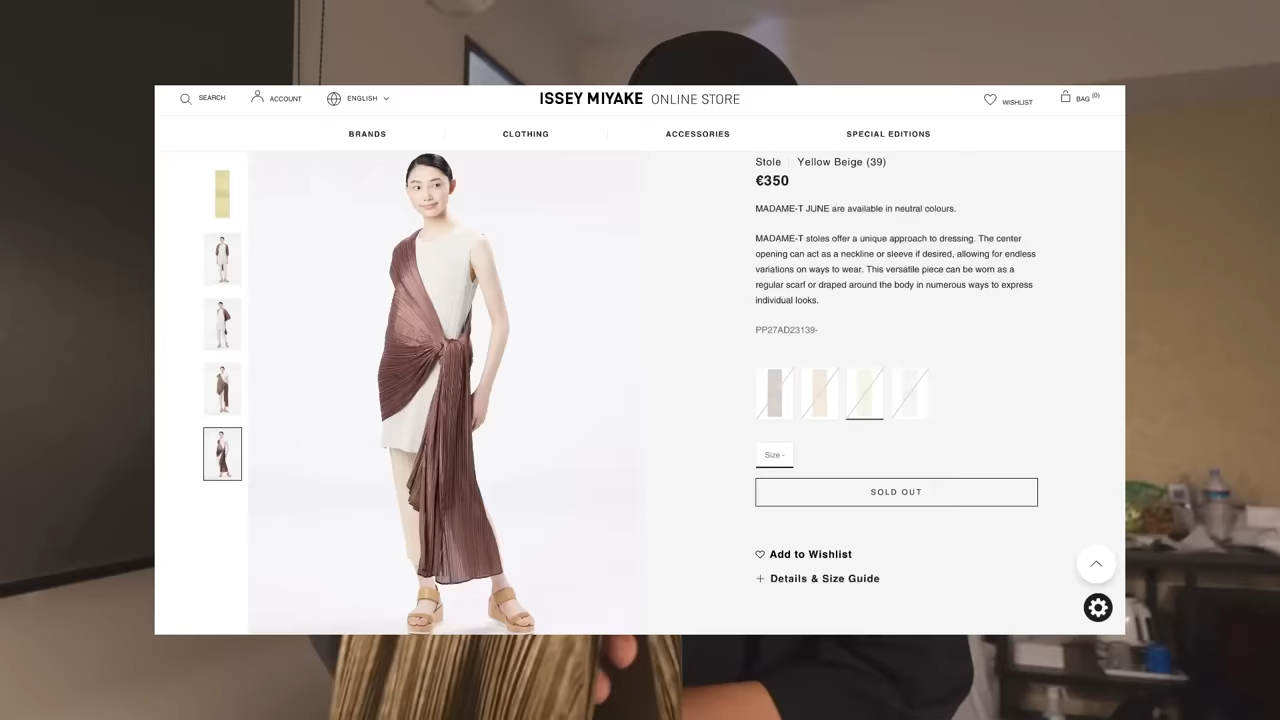 SEARCH
ACCOUNT
ENGLISH
ISSEY MIYAKE ONLINE STORE
WISHLIST
BAG (0)
BRANDS
CLOTHING
ACCESSORIES
SPECIAL EDITIONS
Stole | Yellow Beige (39)
€350
MADAME-T JUNE are available in neutral colours.
MADAME-T stoles offer a unique approach to dressing. The center
opening can act as a neckline or sleeve if desired, allowing for endless
variations on ways to wear. This versatile piece can be worn as a
regular scarf or draped around the body in numerous ways to express
individual looks.
PP27AD23139-
Size -
SOLD OUT
Add to Wishlist
Details & Size Guide